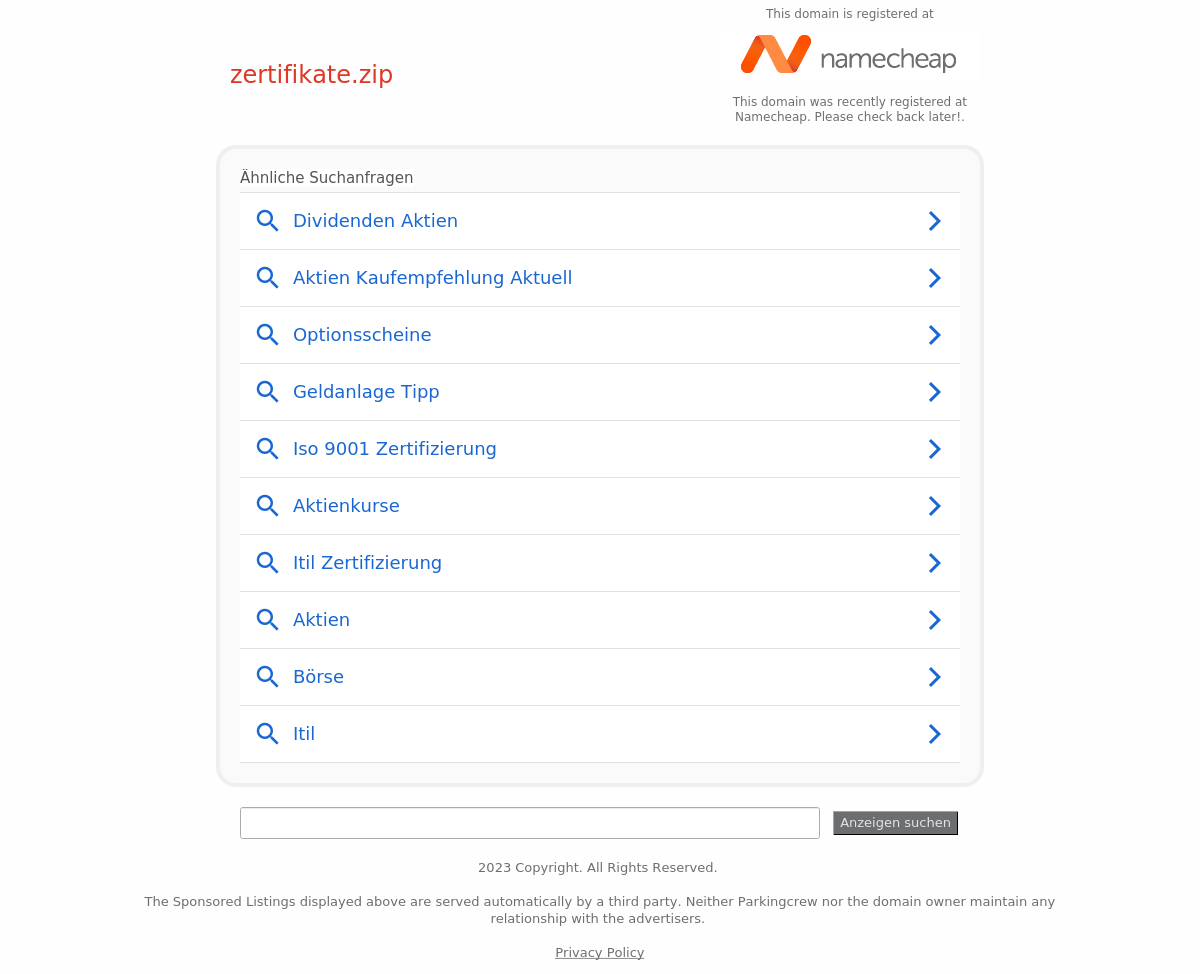 This domain is registered at
namecheap
zertifikate.zip
This domain was recently registered at
Namecheap. Please check back later!.
Ähnliche Suchanfragen
Dividenden Aktien
Aktien Kaufempfehlung Aktuell
Optionsscheine
Geldanlage Tipp
Iso 9001 Zertifizierung
Aktienkurse
Itil Zertifizierung
Aktien
Börse
Itil
Anzeigen suchen
2023 Copyright. All Rights Reserved.
The Sponsored Listings displayed above are served automatically by a third party. Neither Parkingcrew nor the domain owner maintain any
relationship with the advertisers.
Privacy Policy